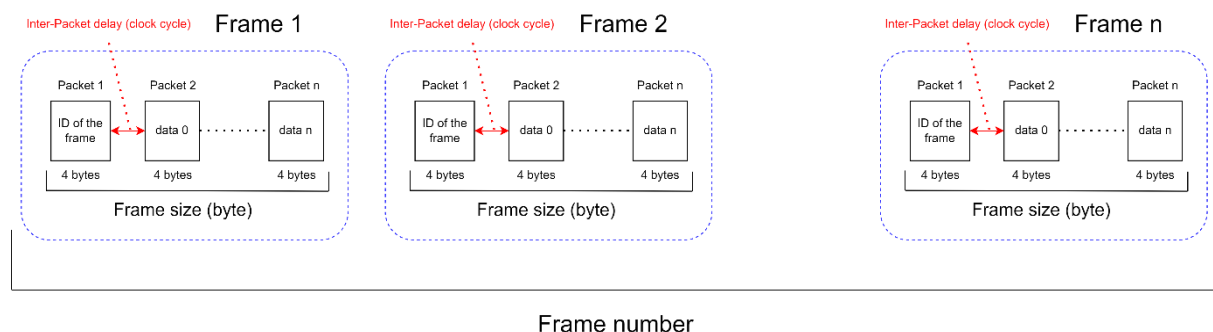 Inter-Packet delay (clock cycle)
Frame 1
Packet 1
Packet 2
Packet n
ID of the
frame
data 0
data n
4 bytes
4 bytes
4 bytes
Frame size (byte)
Inter-Packet delay (clock cycle)
Frame 2
Packet 1
Packet 2
Packet n
ID of the
frame
data 0
data n
4 bytes
4 bytes
4 bytes
Frame size (byte)
Inter-Packet delay (clock cycle)
Frame n
Packet 1
Packet 2
Packet n
ID of the
frame
data 0
data n
4 bytes
4 bytes
4 bytes
Frame size (byte)
Frame number